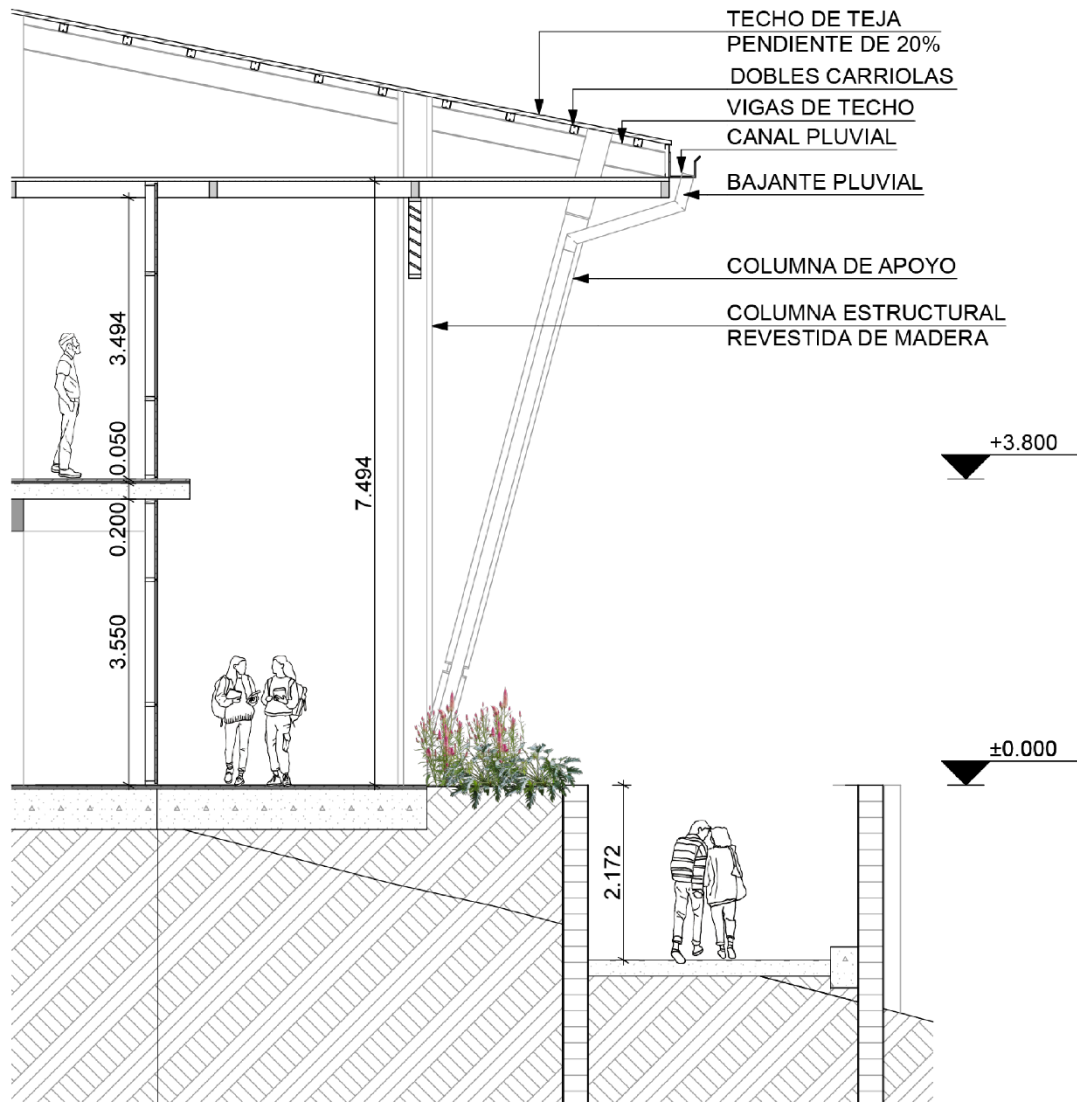 TECHO DE TEJA
PENDIENTE DE 20%
DOBLES CARRIOLAS
VIGAS DE TECHO
CANAL PLUVIAL
BAJANTE PLUVIAL
COLUMNA DE APOYO
COLUMNA ESTRUCTURAL
REVESTIDA DE MADERA
3.494
0.050
7.494
+3.800
0.200
3.550
±0.000
2.172